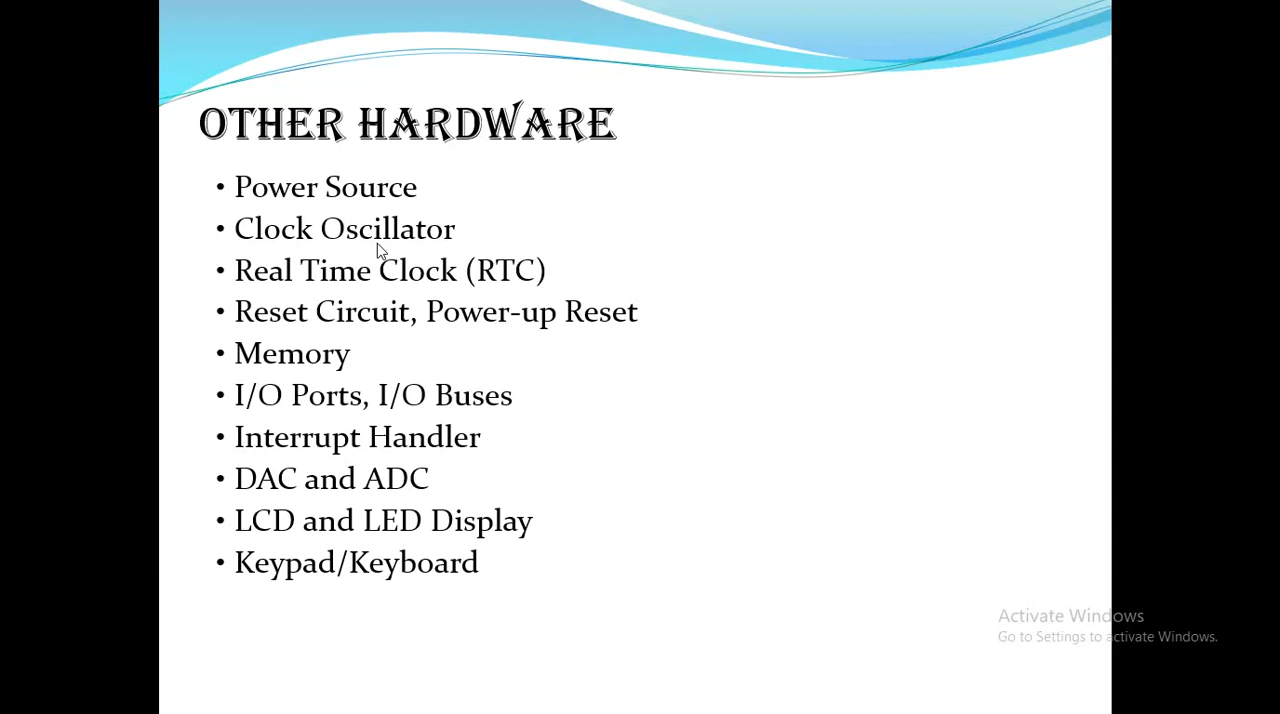 OTHER HARDWARE
• Power Source
• Clock Oscillator
• Real Time Clock (RTC)
• Reset Circuit, Power-up Reset
• Memory
• I/O Ports, I/O Buses
• Interrupt Handler
• DAC and ADC
• LCD and LED Display
• Keypad/Keyboard
Activate Windows
Go to Settings to activate Windows.